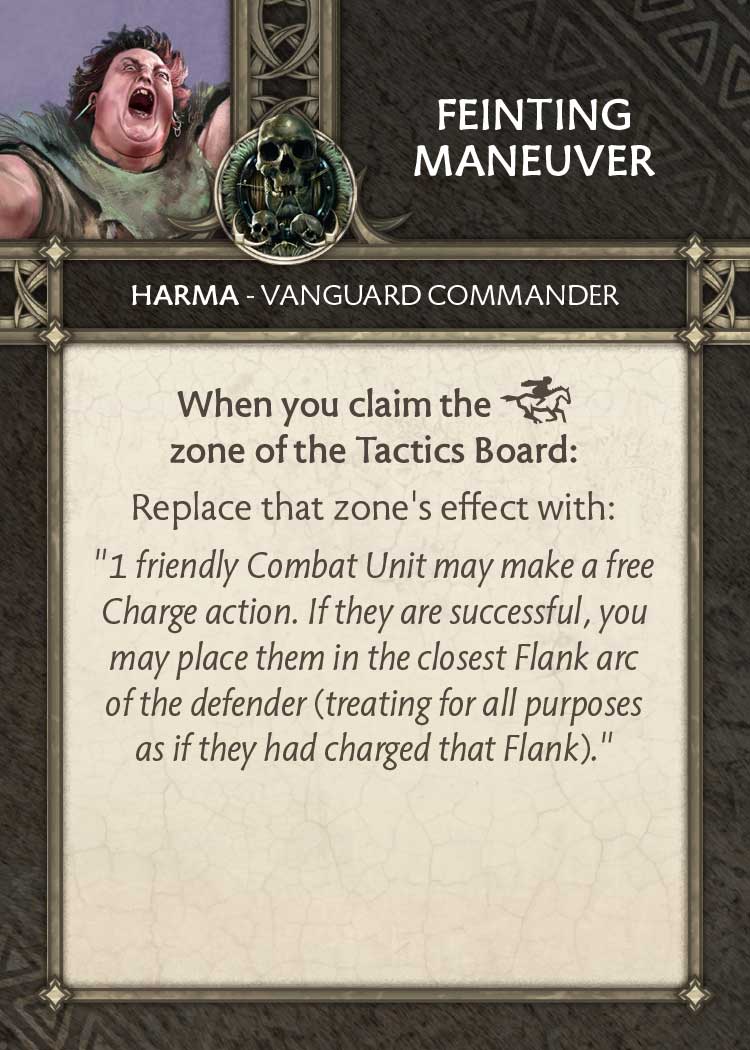 FEINTING
MANEUVER
HARMA - VANGUARD COMMANDER
When you claim the
zone of the Tactics Board:
Replace that zone's effect with:
"1 friendly Combat Unit may make a free
Charge action. If they are successful, you
may place them in the closest Flank arc
of the defender (treating for all purposes
as if they had charged that Flank)."